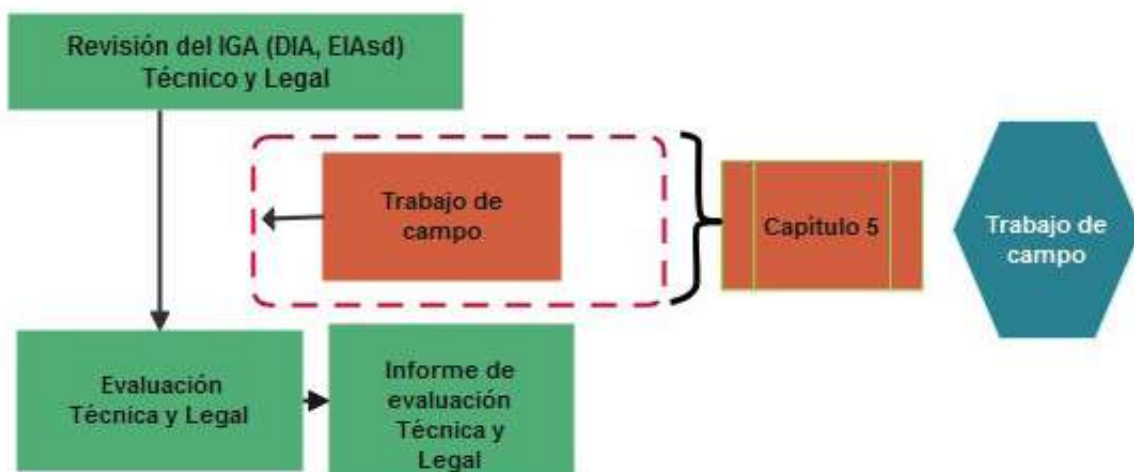 Revisión del IGA (DIA, EIAsd)
Técnico y Legal
Trabajo de
campo
Capítulo 5
Trabajo de
campo
Evaluación
Técnica y Legal
Informe de
evaluación
Técnica y
Legal